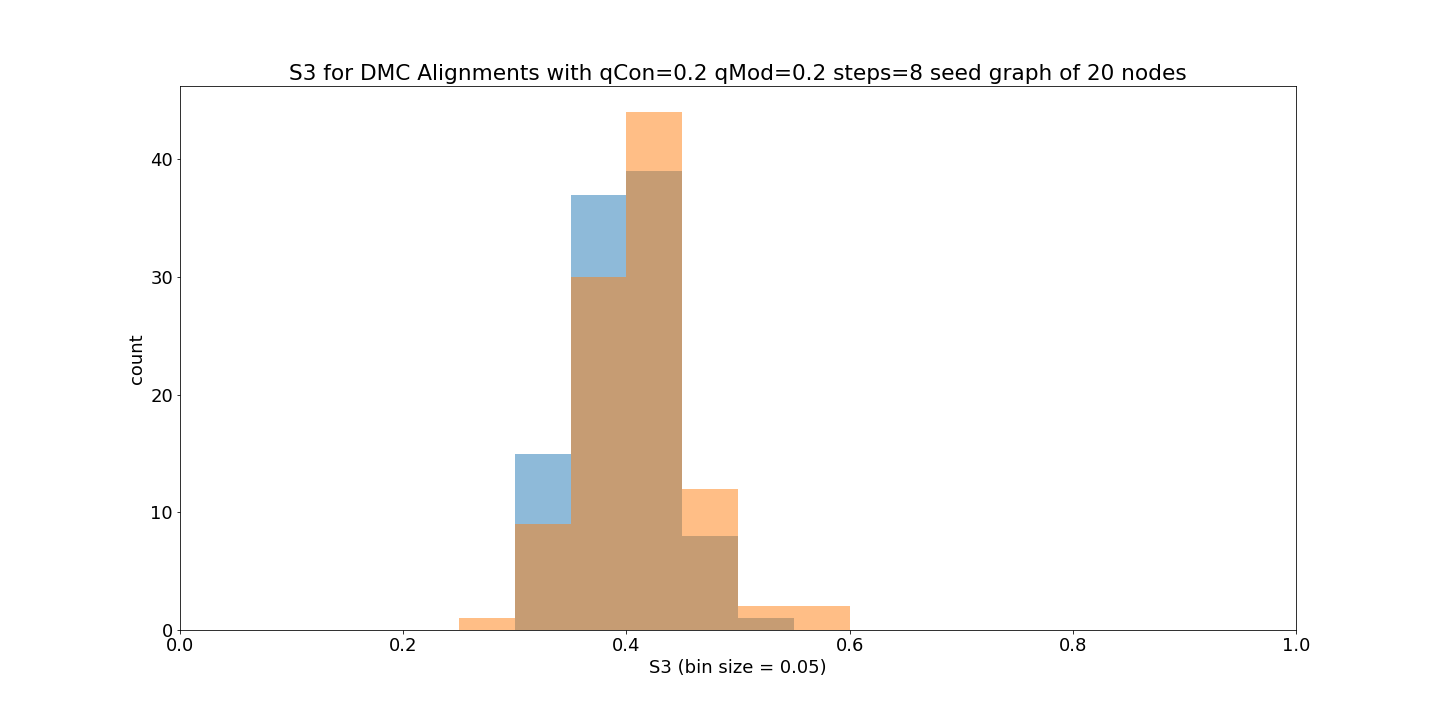 S3 for DMC Alignments with qCon=0.2 qMod=0.2 steps=8 seed graph of 20 nodes
40
30
20
10
0
count
0.0 0.2 0.4 0.6 0.8 1.0
S3 (bin size = 0.05)